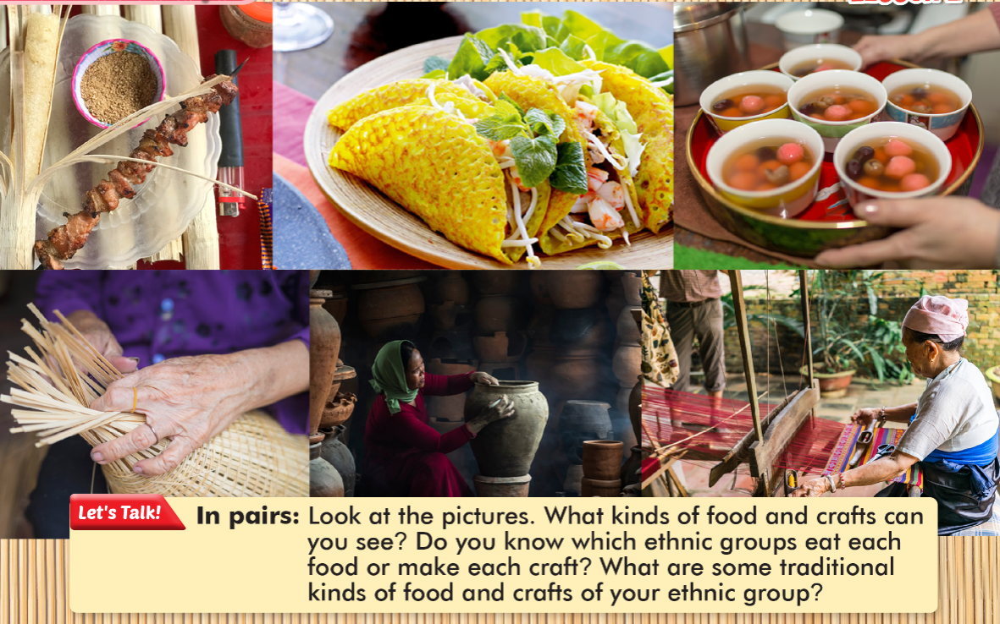 Let's Talk!
In pairs: Look at the pictures. What kinds of food and crafts can
you see? Do you know which ethnic groups eat each
food or make each craft? What are some traditional
kinds of food and crafts of your ethnic group?